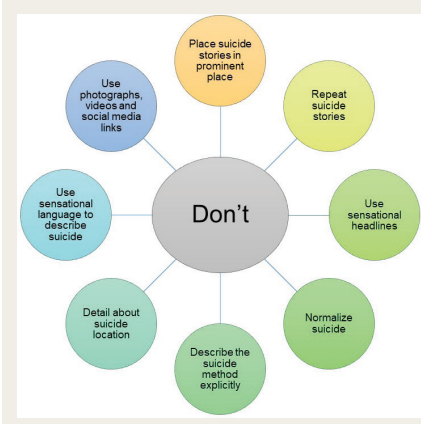 Don't
Place suicide
stories in
prominent
place
Repeat
suicide
stories
Use
sensational
headlines
Normalize
suicide
Describe the
suicide
method
explicitly
Detail about
suicide
location
Use
sensational
language to
describe
suicide
Use
photographs,
videos and
social media
links